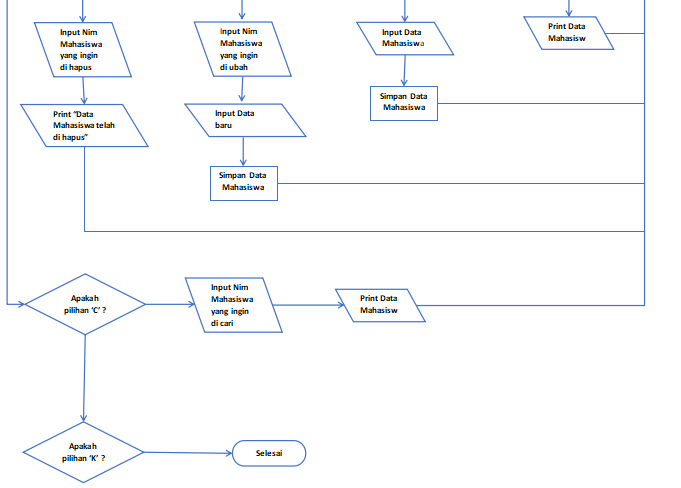 Input Nim
Mahasiswa
yang ingin
di hapus
Input Nim
Mahasiswa
yang ingin
di ubah
Input Data
Mahasiswa
Print Data
Mahasisw
Simpan Data
Mahasiswa
Print “Data
Mahasiswa telah
di hapus”
Input Data
baru
Simpan Data
Mahasiswa
Apakah
pilihan ‘C’ ?
Input Nim
Mahasiswa
yang ingin
di cari
Print Data
Mahasisw
Apakah
pilihan ‘K’ ?
Selesai